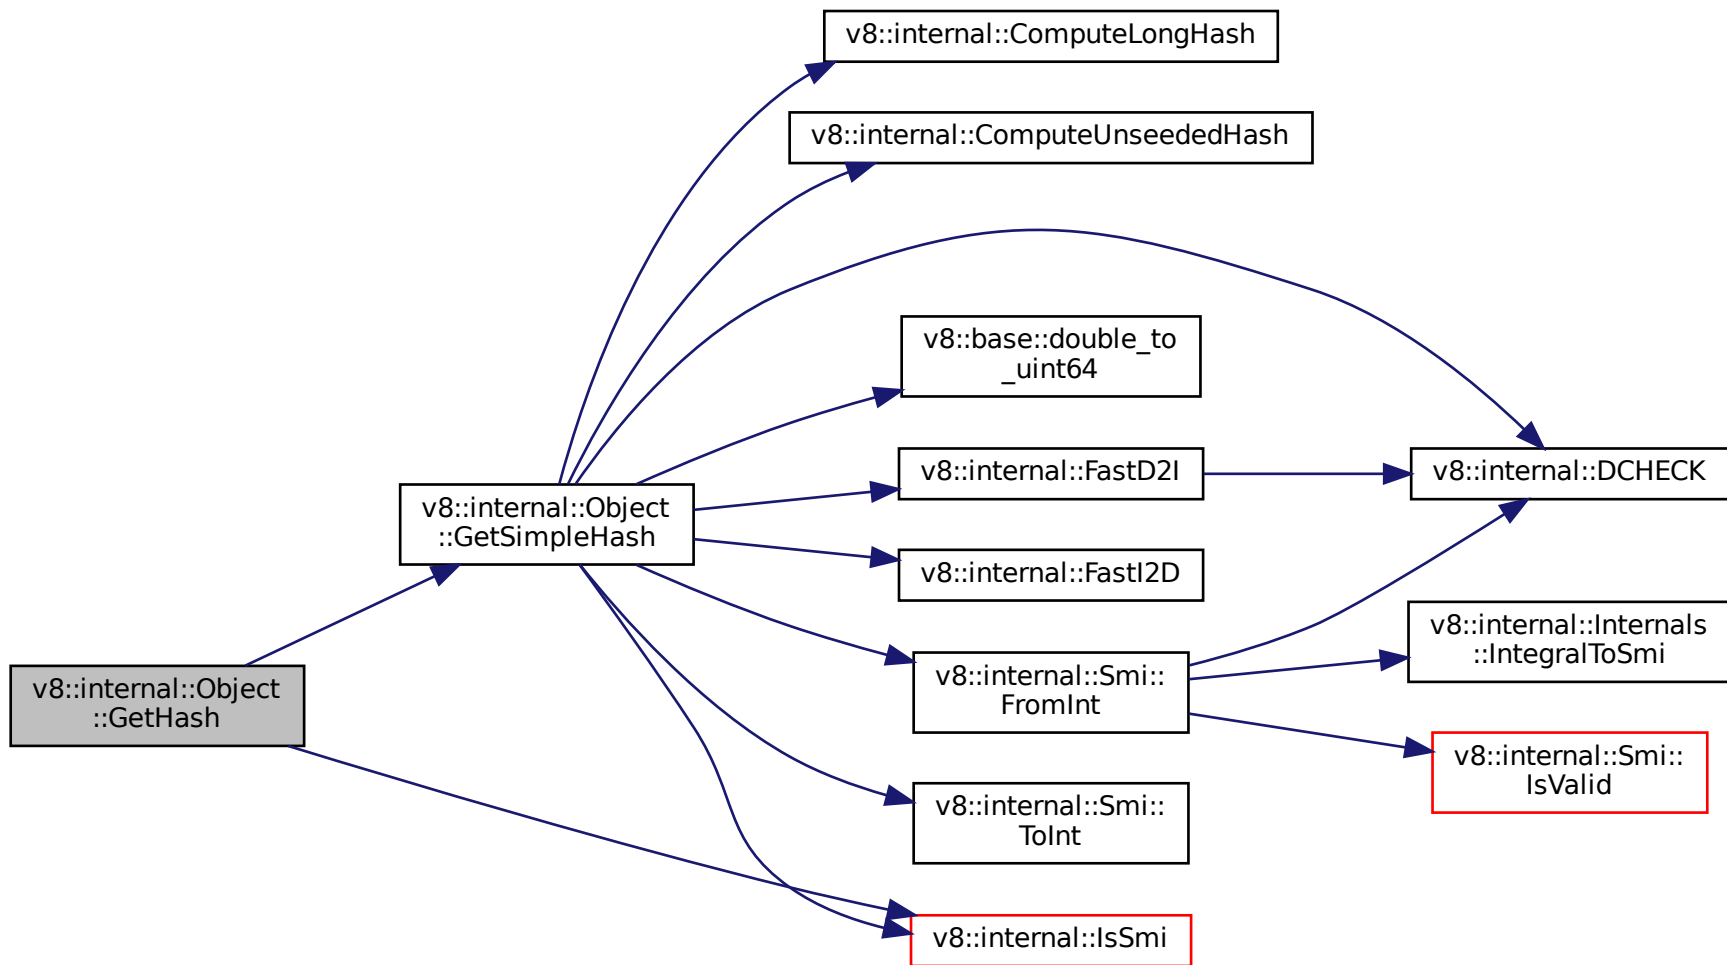 v8::internal::ComputeLongHash
v8::internal::ComputeUnseededHash
v8::base::double_to
_uint64
v8::internal::FastD2I
v8::internal::DCHECK
v8::internal::Object
::GetSimpleHash
v8::internal::FastI2D
v8::internal::Internals
::IntegralToSmi
v8::internal::Object
::GetHash
v8::internal::Smi::
FromInt
v8::internal::Smi::
IsValid
v8::internal::Smi::
ToInt
v8::internal::IsSmi